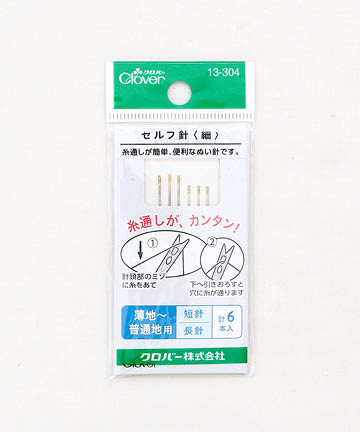 クロバー
Clover
13-304
セルフ針〈細〉
糸通しが簡単、便利なぬい針です。
糸通しが、カンタン!
①
②
針頭部のミゾ
に糸をあて
下へ引きおろすと
穴に糸が通ります
薄地〜
普通地用
短針
長針
計6
本入
クロバー株式会社
Clover